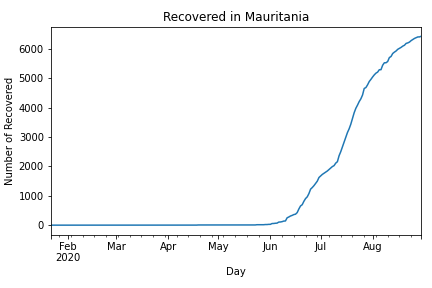 Recovered in Mauritania
Number of Recovered
6000
5000
4000
3000
2000
1000
0
Feb Mar Apr May Jun Jul Aug
2020
Day